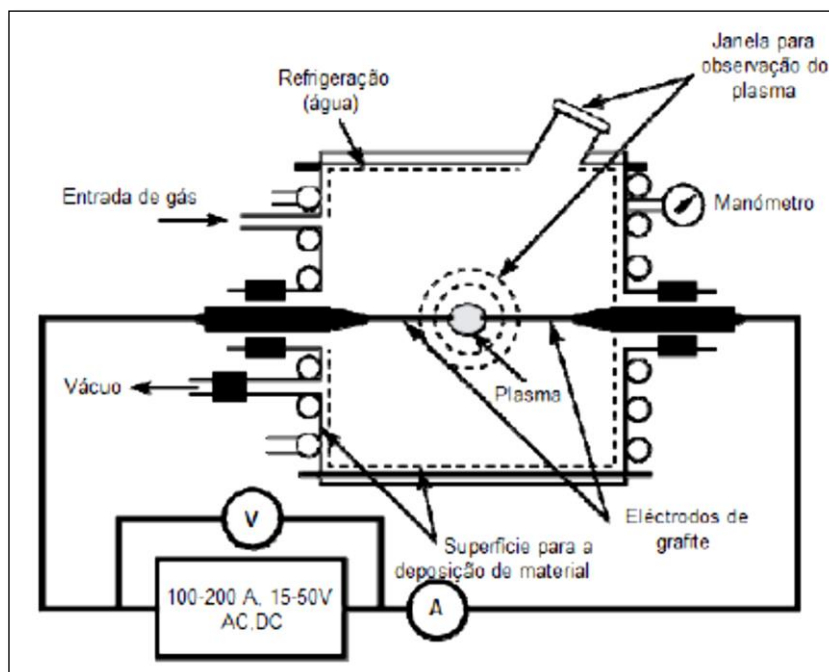 Janela para
observação do
plasma
Refrigeração
(água)
Entrada de gás
Manómetro
Vácuo
Plasma
Eléctrodos de
grafite
Superfície para a
deposição de material
V
100-200 A, 15-50V
AC,DC
A